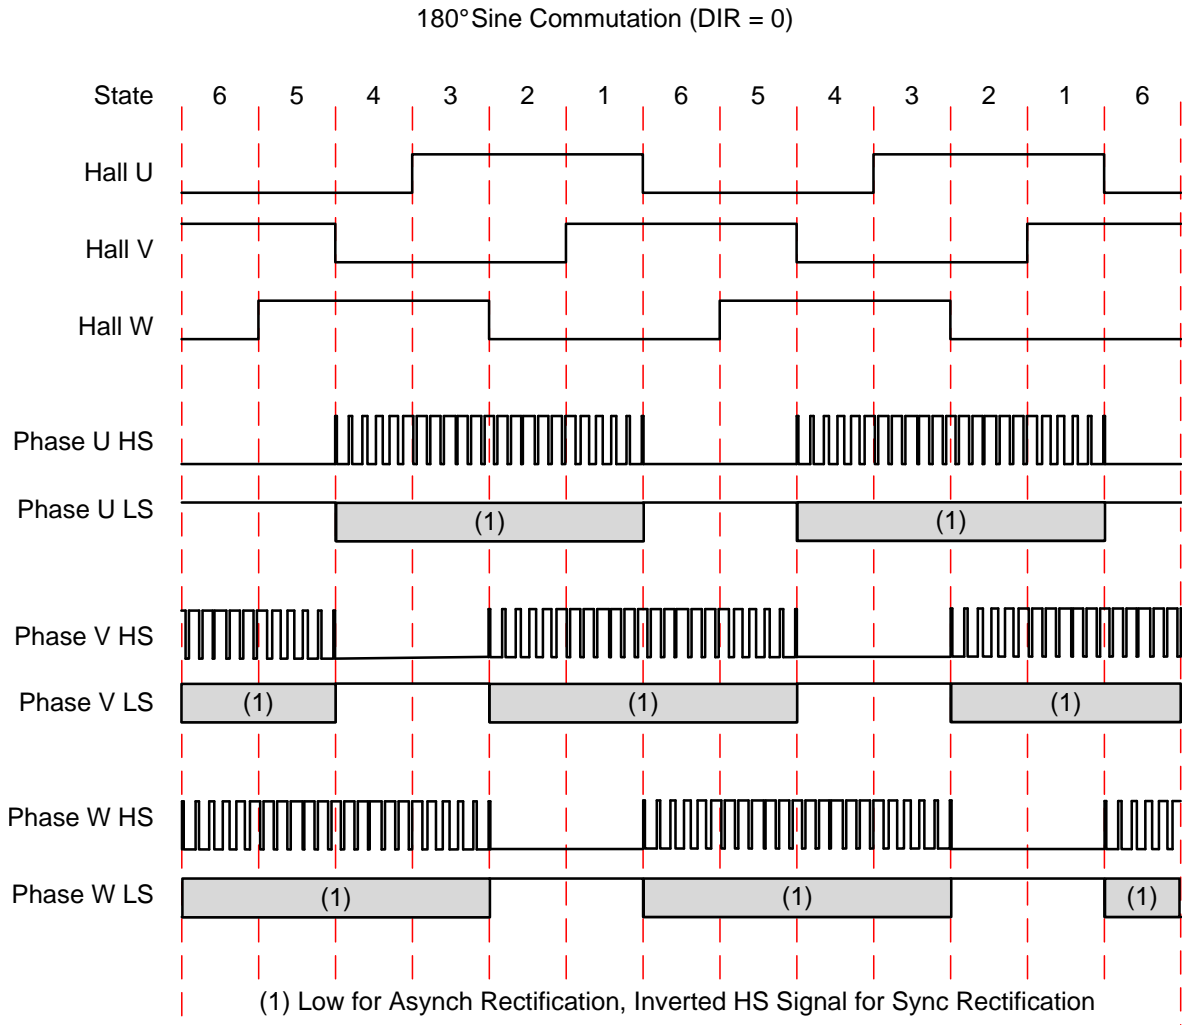 180° Sine Commutation (DIR = 0)
State 6 5 4 3 2 1 6 5 4 3 2 1 6
Hall U
Hall V
Hall W
Phase U HS
Phase U LS (1) (1)
Phase V HS
Phase V LS (1) (1) (1)
Phase W HS
Phase W LS (1) (1) (1)
(1) Low for Asynch Rectification, Inverted HS Signal for Sync Rectification